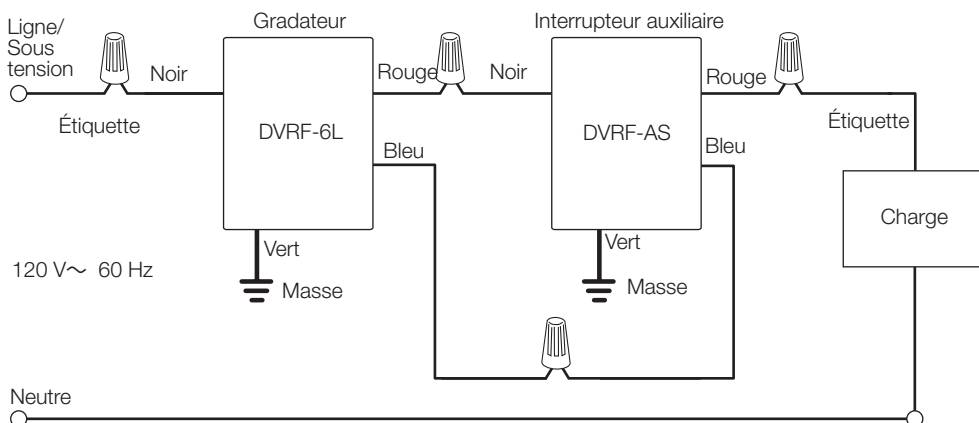 Ligne/
Sous
tension
Gradateur
Interrupteur auxiliaire
Noir
Rouge
Noir
Rouge
Étiquette
Étiquette
DVRF-6L
DVRF-AS
Bleu
Bleu
Charge
Vert
Vert
120 V~ 60 Hz
Masse
Masse
Neutre